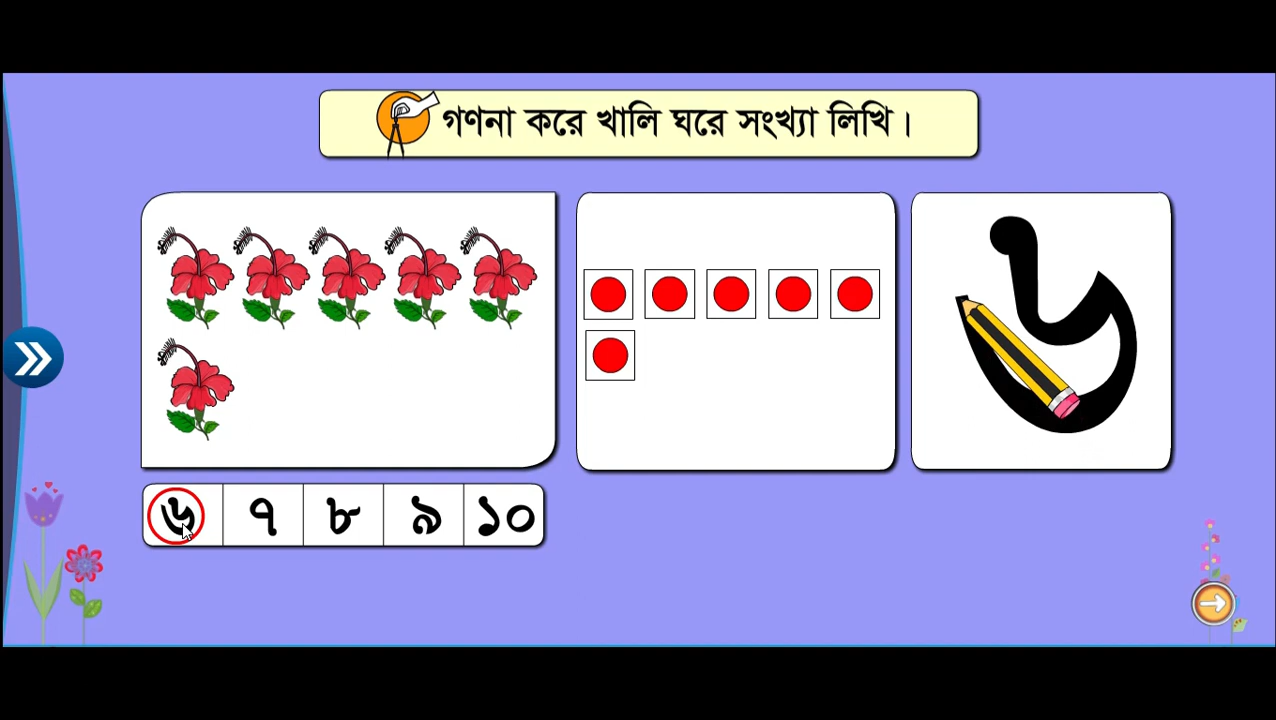 গণনা করে খালি ঘরে সংখ্যা লিখি।
৬
৬ ৭ ৮ ৯ ১০